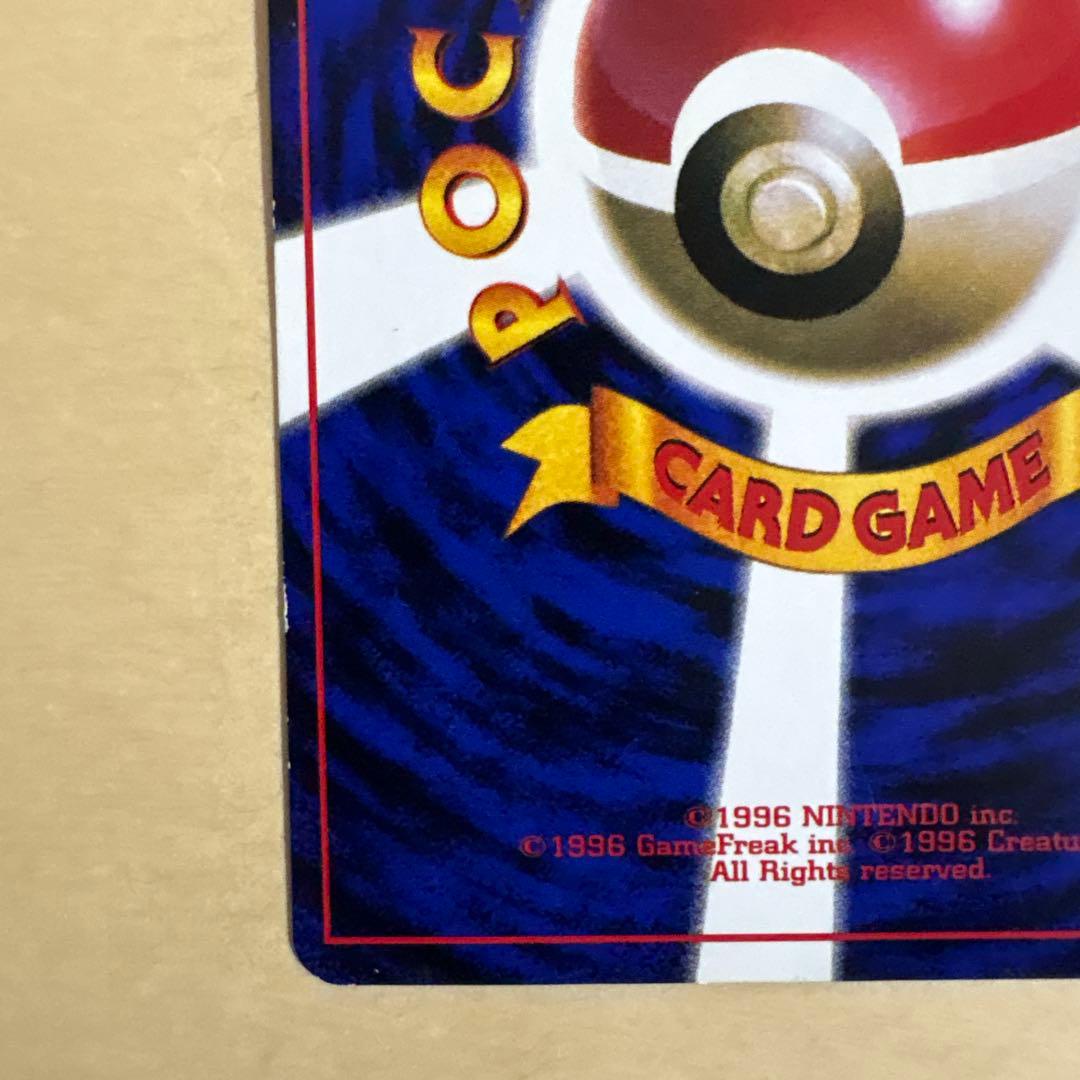 POC
CARD GAME
©1996 NINTENDO inc.
©1996 GameFreak inc. ©1996 Creatu
All Rights reserved.